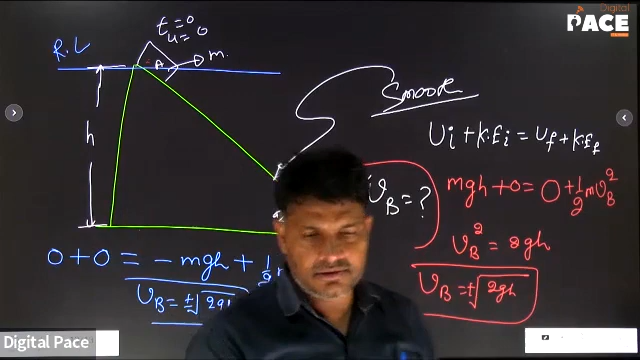 Digital
PACE
t=0
u=0
R.L
A
m.
h
SMOOTH
Ui + K.Ei = Uf + K.Ef
VB = ?
mgh + 0 = 0 + 1/2 mVB²
VB² = 2gh
VB = ±√2gh
0 + 0 = - mgh + 1/2
VB = ±√2g
Digital Pace